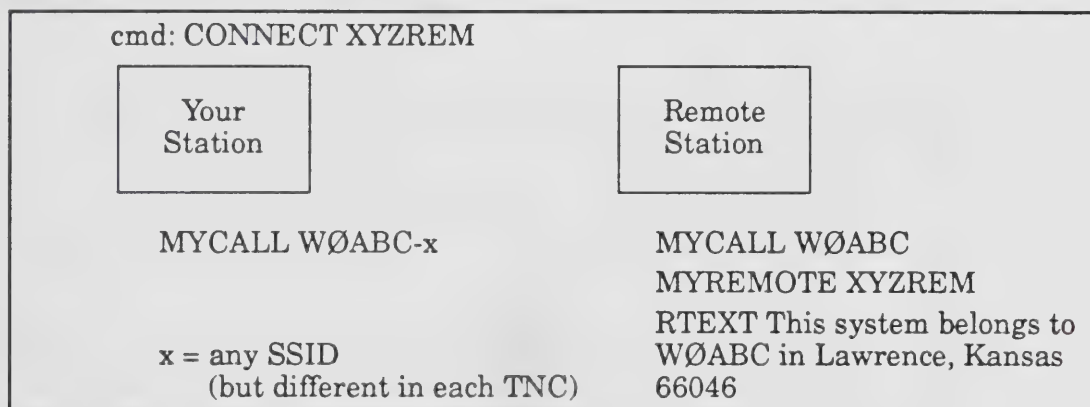 cmd: CONNECT XYZREM
Your
Station
Remote
Station
MYCALL WØABC-x
MYCALL WØABC
MYREMOTE XYZREM
RTEXT This system belongs to
WØABC in Lawrence, Kansas
66046
x = any SSID
(but different in each TNC)